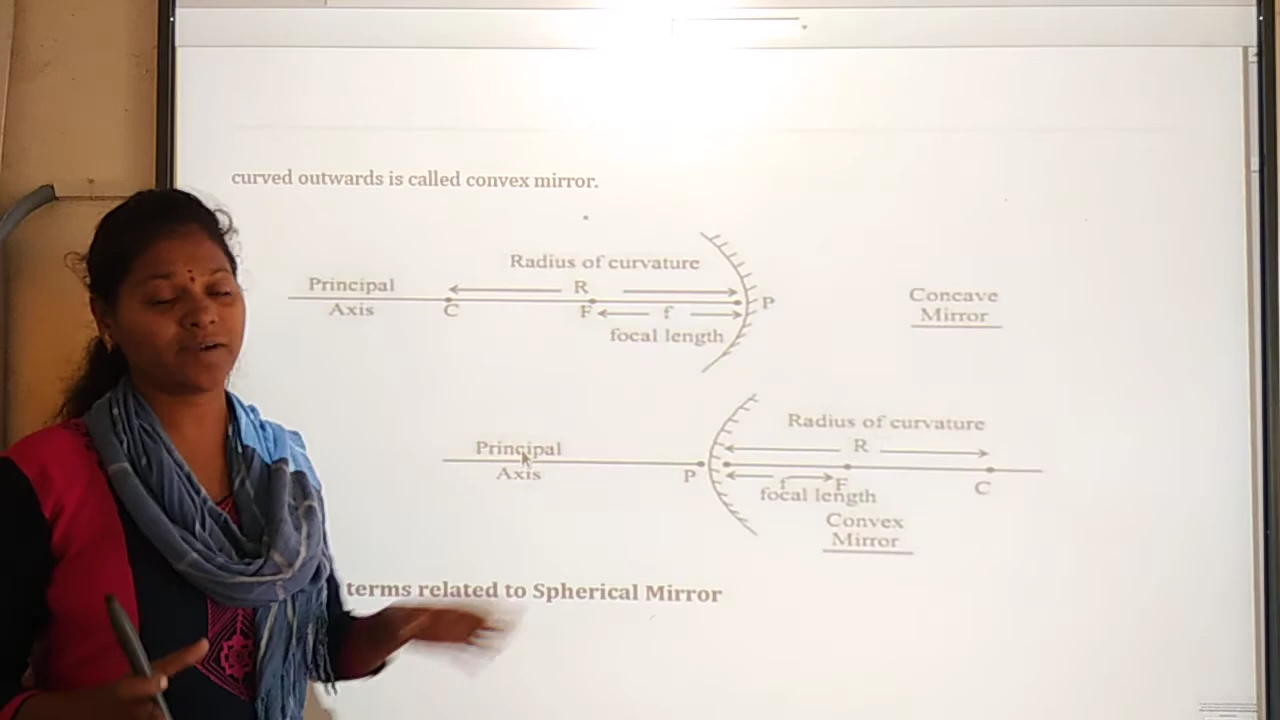 curved outwards is called convex mirror.
Radius of curvature
Principal
R
Axis
C
F
f
P
focal length
Concave
Mirror
Radius of curvature
Principal
R
Axis
P
f
F
C
focal length
Convex
Mirror
terms related to Spherical Mirror